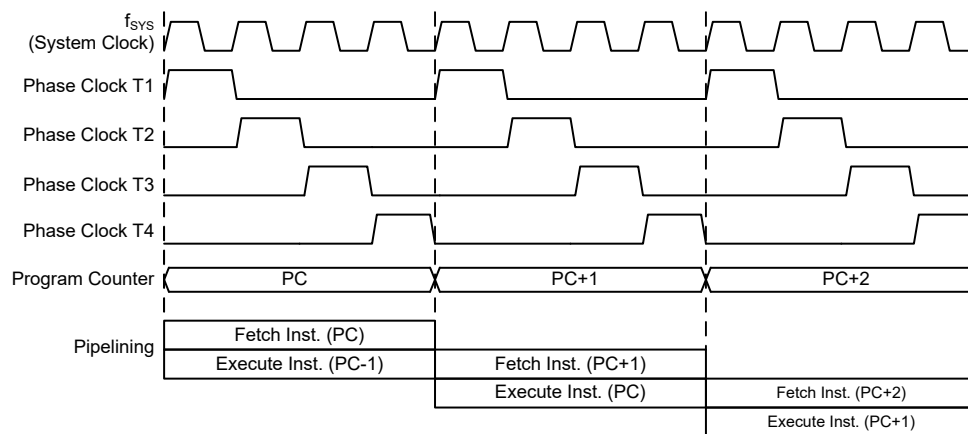 fSYS
(System Clock)
Phase Clock T1
Phase Clock T2
Phase Clock T3
Phase Clock T4
Program Counter PC PC+1 PC+2
Pipelining
Fetch Inst. (PC)
Execute Inst. (PC-1) Fetch Inst. (PC+1)
Execute Inst. (PC) Fetch Inst. (PC+2)
Execute Inst. (PC+1)